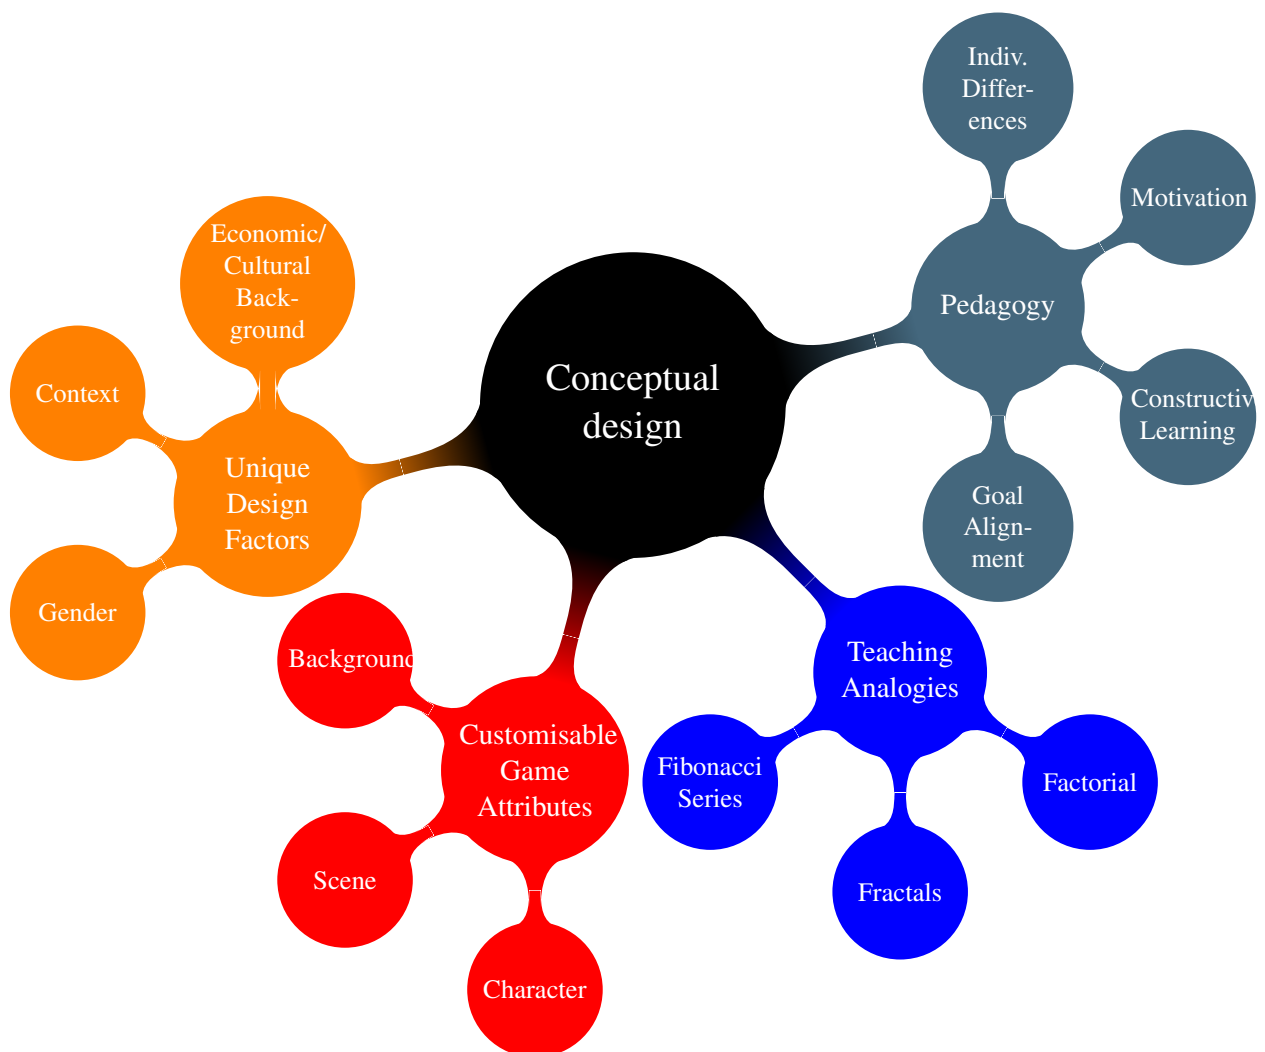 Conceptual
design
Pedagogy
Indiv.
Differ-
ences
Motivation
Constructiv
Learning
Goal
Align-
ment
Teaching
Analogies
Factorial
Fractals
Fibonacci
Series
Customisable
Game
Attributes
Character
Scene
Background
Unique
Design
Factors
Gender
Context
Economic/
Cultural
Back-
ground